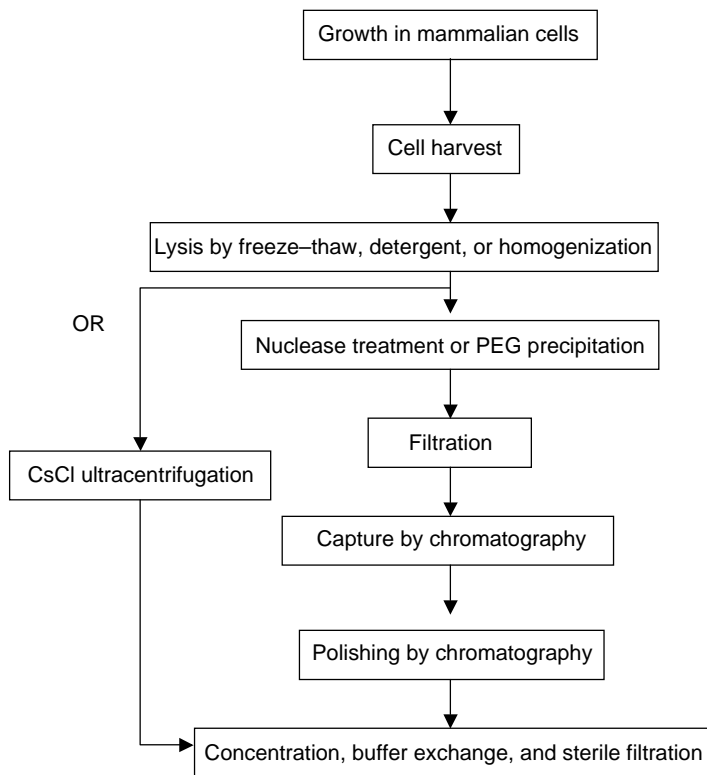 Growth in mammalian cells
Cell harvest
Lysis by freeze–thaw, detergent, or homogenization
OR
Nuclease treatment or PEG precipitation
Filtration
CsCl ultracentrifugation
Capture by chromatography
Polishing by chromatography
Concentration, buffer exchange, and sterile filtration